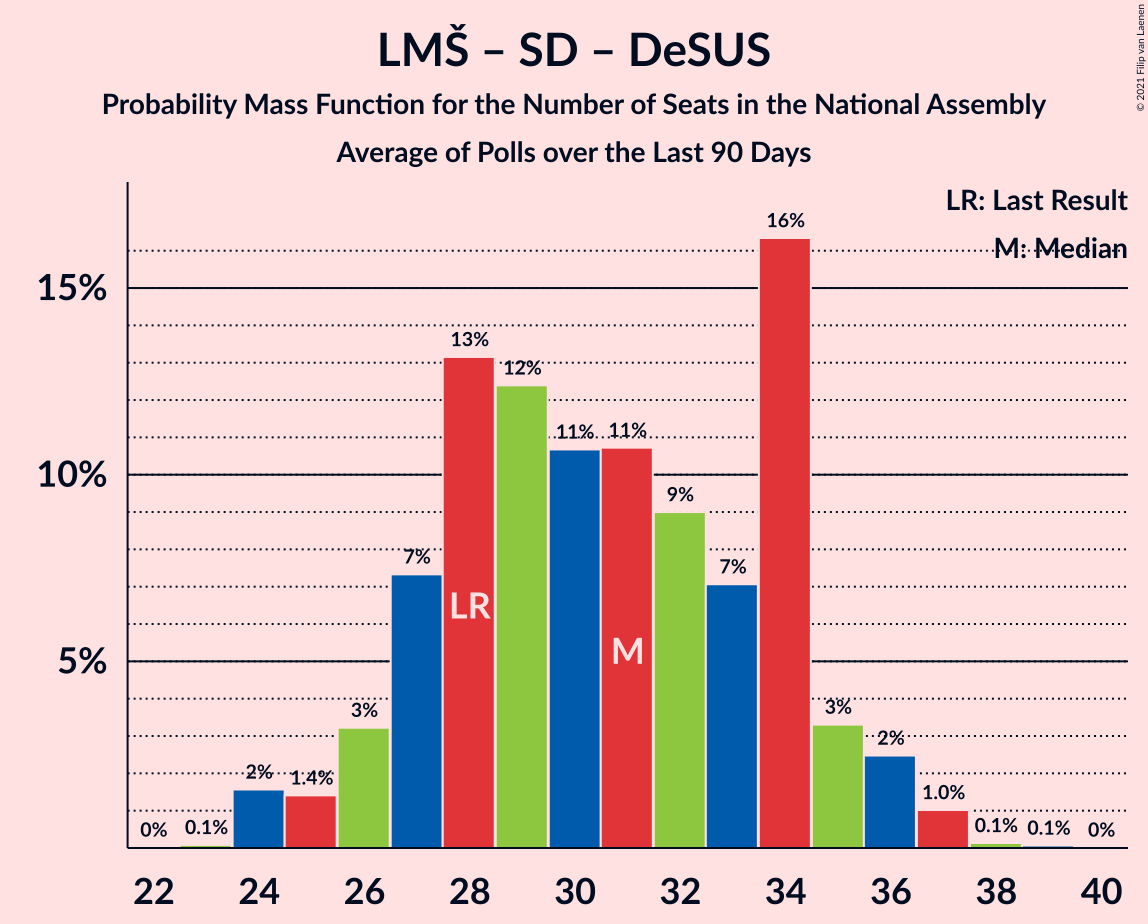 LMŠ – SD – DeSUS
Probability Mass Function for the Number of Seats in the National Assembly
Average of Polls over the Last 90 Days
© 2021 Filip van Laenen
LR: Last Result
M: Median
15%
10%
5%
0%
0.1%
2%
1.4%
3%
7%
13%
12%
11%
11%
9%
7%
16%
3%
2%
1.0%
0.1%
0.1%
0%
LR
M
22 24 26 28 30 32 34 36 38 40